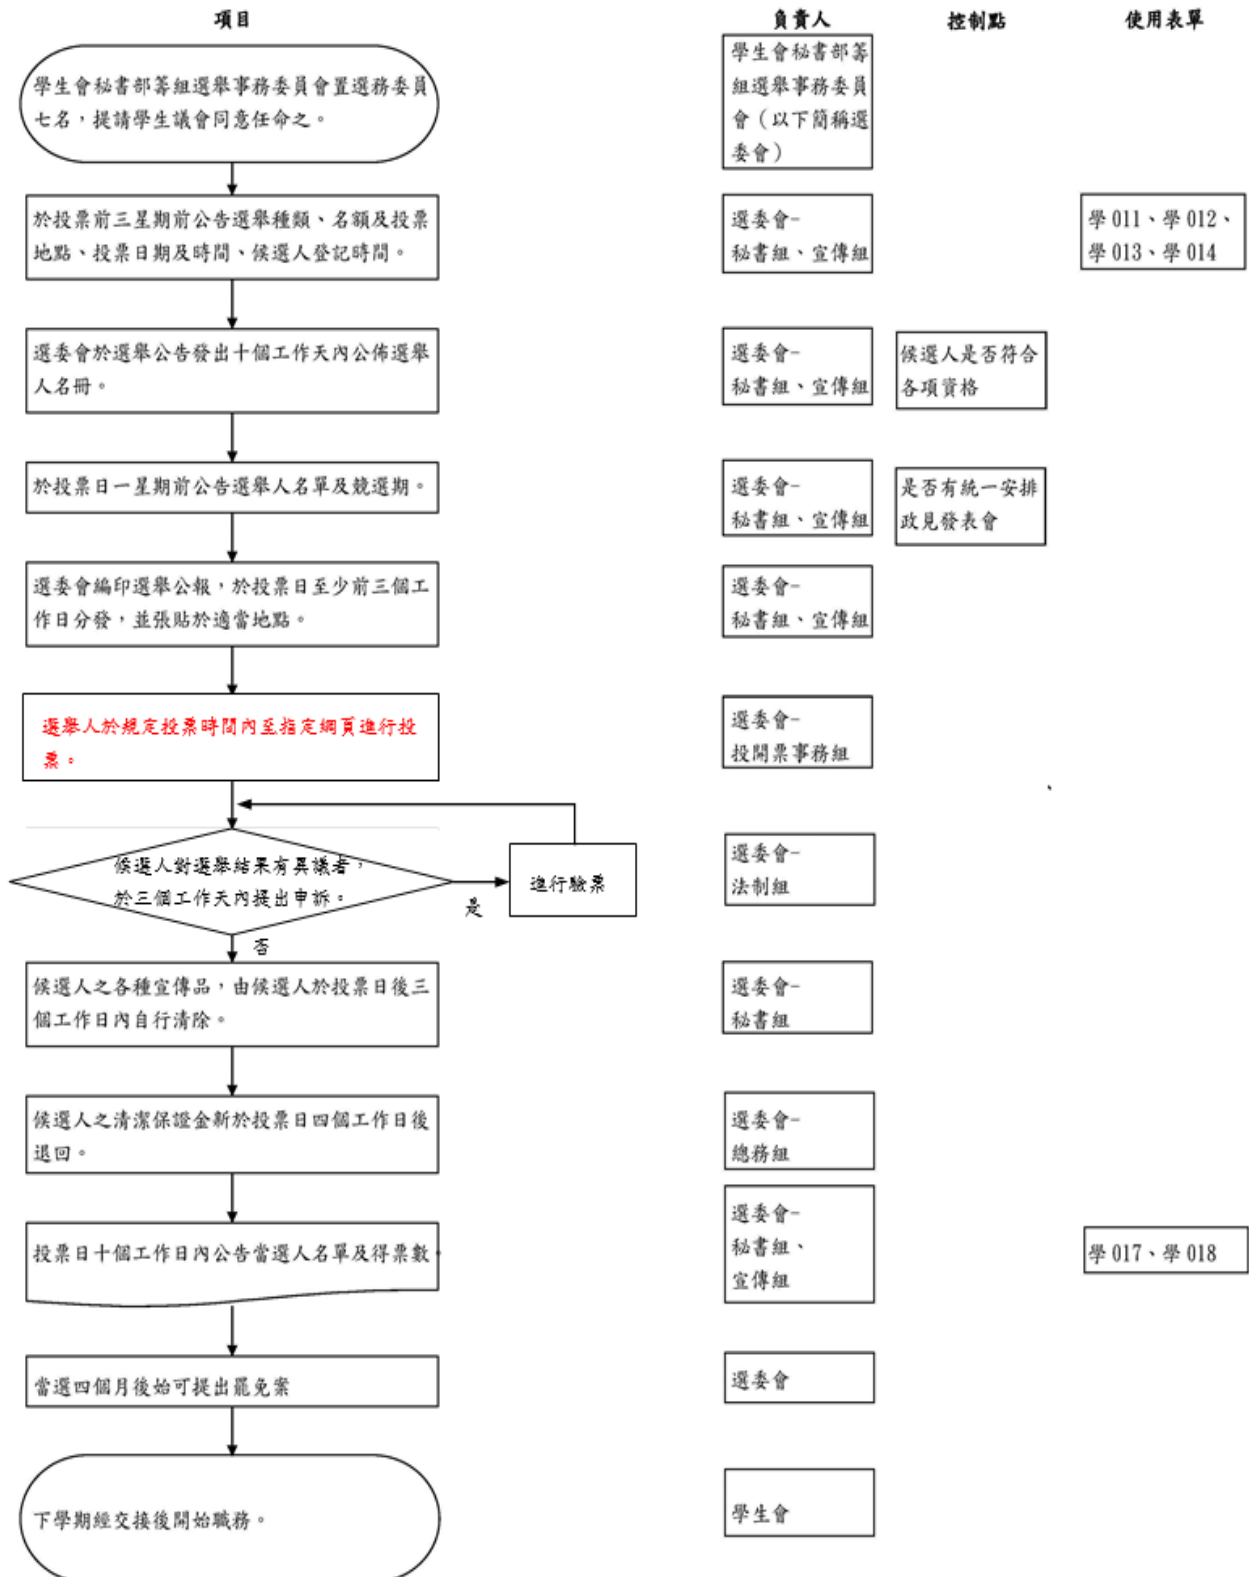 項目
負責人
控制點
使用表單
學生會秘書部籌組選舉事務委員會置選務委員
七名，提請學生議會同意任命之。
學生會秘書部籌
組選舉事務委員
會（以下簡稱選
委會）
於投票前三星期前公告選舉種類、名額及投票
地點、投票日期及時間、候選人登記時間。
選委會-
秘書組、宣傳組
學 011、學 012、
學 013、學 014
選委會於選舉公告發出十個工作天內公佈選舉
人名冊。
選委會-
秘書組、宣傳組
候選人是否符合
各項資格
於投票日一星期前公告選舉人名單及競選期。
選委會-
秘書組、宣傳組
是否有統一安排
政見發表會
選委會編印選舉公報，於投票日至少前三個工
作日分發，並張貼於適當地點。
選委會-
秘書組、宣傳組
選舉人於規定投票時間內至指定網頁進行投
票。
選委會-
投開票事務組
候選人對選舉結果有異議者，
於三個工作天內提出申訴。
是
進行驗票
否
選委會-
法制組
候選人之各種宣傳品，由候選人於投票日後三
個工作日內自行清除。
選委會-
秘書組
候選人之清潔保證金新於投票日四個工作日後
退回。
選委會-
總務組
投票日十個工作日內公告當選人名單及得票數。
選委會-
秘書組、
宣傳組
學 017、學 018
當選四個月後始可提出罷免案
選委會
下學期經交接後開始職務。
學生會